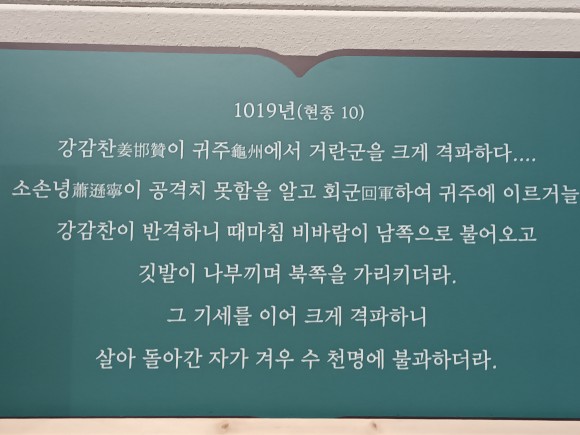 1019년(현종 10)
강감찬姜邯贊이 귀주龜州에서 거란군을 크게 격파하다....
소손녕蕭遜寧이 공격치 못함을 알고 회군回軍하여 귀주에 이르거늘
강감찬이 반격하니 때마침 비바람이 남쪽으로 불어오고
깃발이 나부끼며 북쪽을 가리키더라.
그 기세를 이어 크게 격파하니
살아 돌아간 자가 겨우 수 천명에 불과하더라.